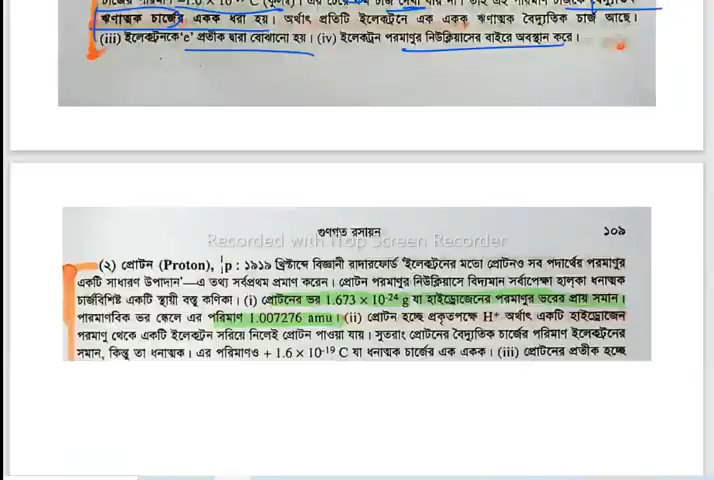 ঋণাত্মক চার্জের একক ধরা হয়। অর্থাৎ প্রতিটি ইলেকট্রনে এক একক ঋণাত্মক বৈদ্যুতিক চার্জ আছে।
(iii) ইলেকট্রনকে 'e' প্রতীক দ্বারা বোঝানো হয়। (iv) ইলেকট্রন পরমাণুর নিউক্লিয়াসের বাইরে অবস্থান করে।
গুণগত রসায়ন ১০৯
Recorded with iTop Screen Recorder
(২) প্রোটন (Proton), ¹₁p : ১৯১৯ খ্রিষ্টাব্দে বিজ্ঞানী রাদারফোর্ড 'ইলেকট্রনের মতো প্রোটনও সব পদার্থের পরমাণুর
একটি সাধারণ উপাদান'—এ তথ্য সর্বপ্রথম প্রমাণ করেন। প্রোটন পরমাণুর নিউক্লিয়াসে বিদ্যমান সর্বাপেক্ষা হালকা ধনাত্মক
চার্জবিশিষ্ট একটি স্থায়ী বস্তু কণিকা। (i) প্রোটনের ভর 1.673 × 10⁻²⁴ g যা হাইড্রোজেনের পরমাণুর ভরের প্রায় সমান।
পারমাণবিক ভর স্কেলে এর পরিমাণ 1.007276 amu। (ii) প্রোটন হচ্ছে প্রকৃতপক্ষে H⁺ অর্থাৎ একটি হাইড্রোজেন
পরমাণু থেকে একটি ইলেকট্রন সরিয়ে নিলেই প্রোটন পাওয়া যায়। সুতরাং প্রোটনের বৈদ্যুতিক চার্জের পরিমাণ ইলেকট্রনের
সমান, কিন্তু তা ধনাত্মক। এর পরিমাণও + 1.6 × 10⁻¹⁹ C যা ধনাত্মক চার্জের এক একক। (iii) প্রোটনের প্রতীক হচ্ছে